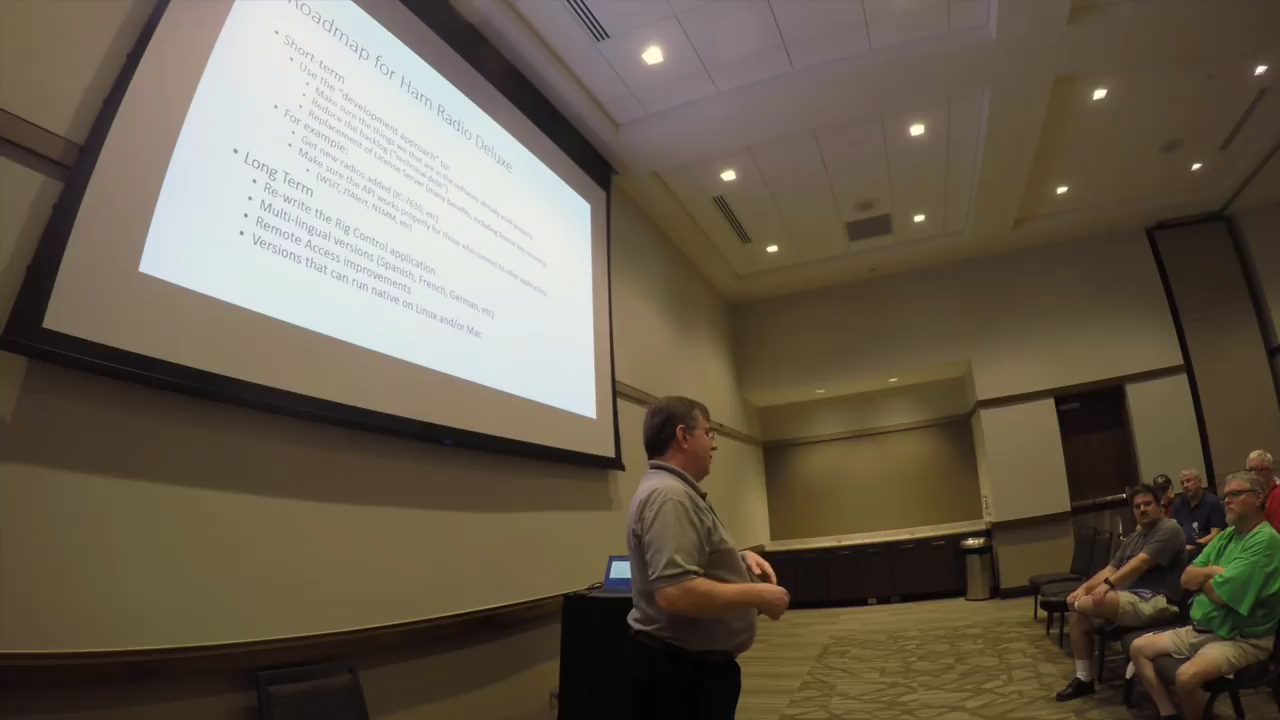 Roadmap for Ham Radio Deluxe
• Short-term
• Use the "development approach" to:
• Make sure the things we that are in the software already work properly
• Reduce the backlog ("technical debt")
• Replacement of License Server (many benefits, including
• For example:
• Get new radios added (IC-7610, etc)
• Make sure the API works properly for those who connect to other applications
• (WSJT, JTAlert, N1MM, etc)
• Long Term
• Re-write the Rig Control application
• Multi-lingual versions (Spanish, French, German, etc)
• Remote Access improvements
• Versions that can run native on Linux and/or Mac